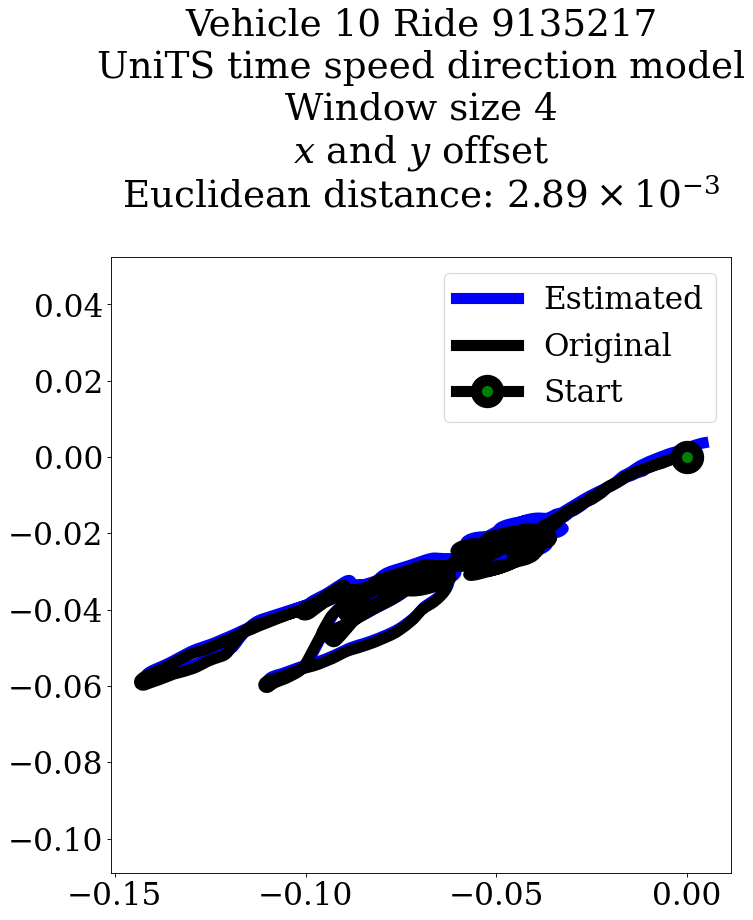 Vehicle 10 Ride 9135217
UniTS time speed direction model
Window size 4
x and y offset
Euclidean distance: 2.89 × 10⁻³
Estimated
Original
Start
0.04
0.02
0.00
−0.02
−0.04
−0.06
−0.08
−0.10
−0.15
−0.10
−0.05
0.00